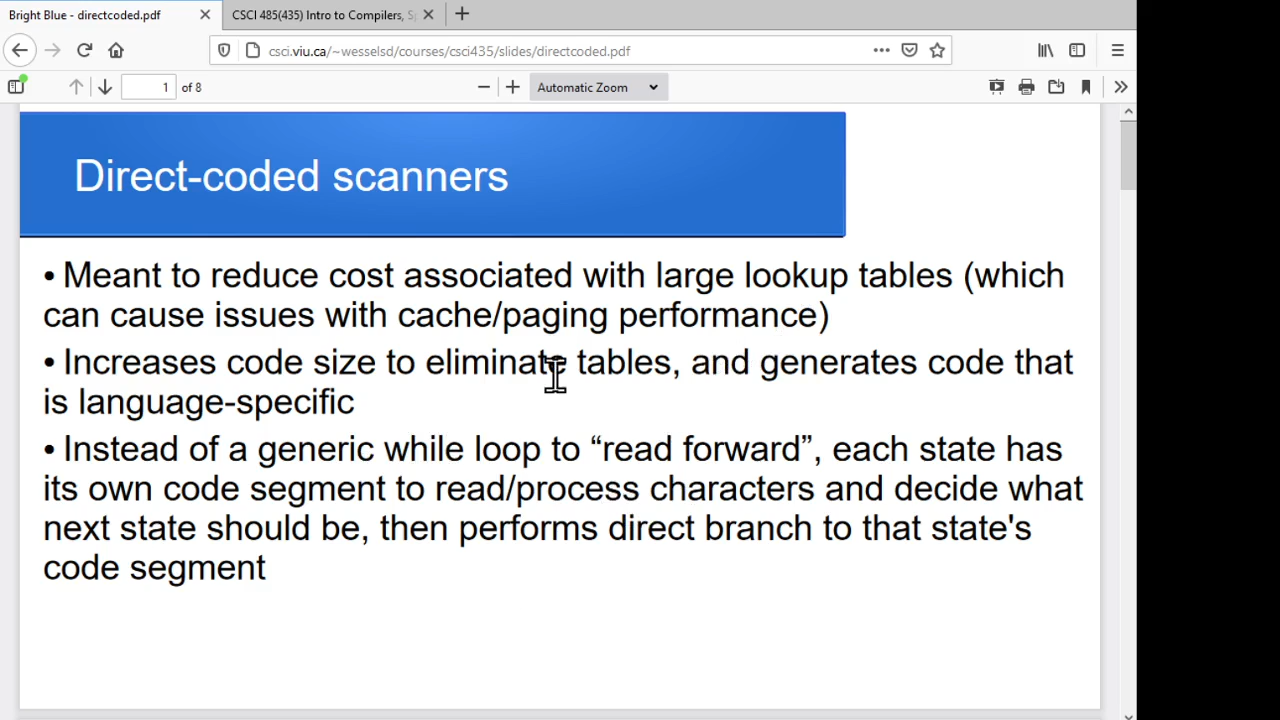 Bright Blue - directcoded.pdf
CSCI 485(435) Intro to Compilers, S
csci.viu.ca/~wesselsd/courses/csci435/slides/directcoded.pdf
1 of 8
Automatic Zoom
Direct-coded scanners
• Meant to reduce cost associated with large lookup tables (which
can cause issues with cache/paging performance)
• Increases code size to eliminate tables, and generates code that
is language-specific
• Instead of a generic while loop to “read forward”, each state has
its own code segment to read/process characters and decide what
next state should be, then performs direct branch to that state's
code segment